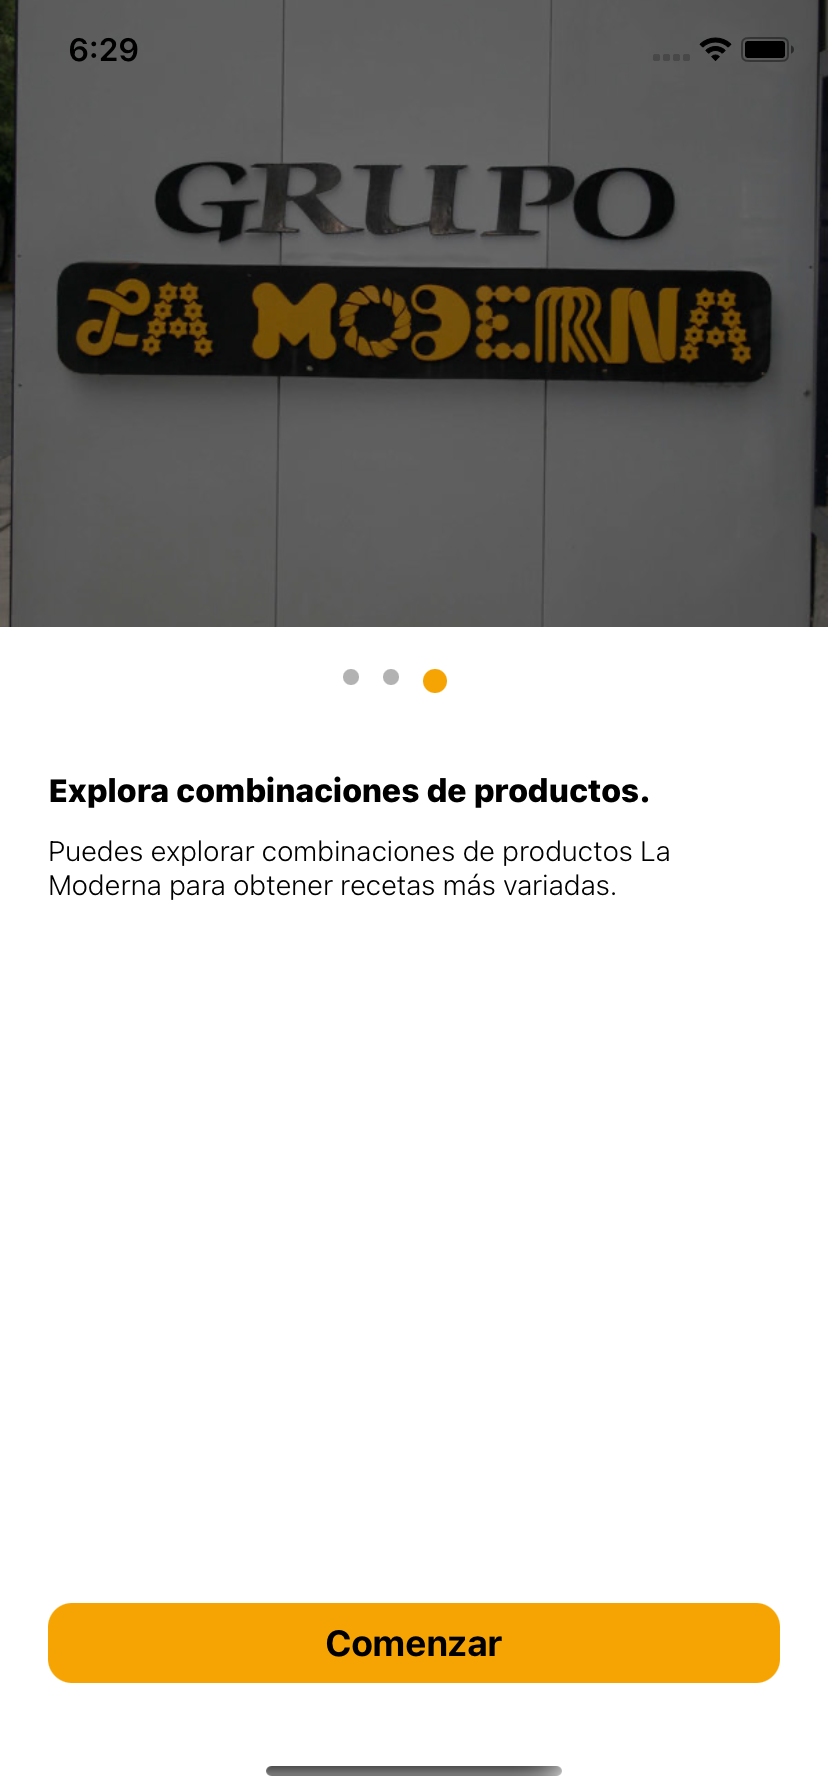 6:29
GRUPO
LA MODERNA
Explora combinaciones de productos.
Puedes explorar combinaciones de productos La
Moderna para obtener recetas más variadas.
Comenzar